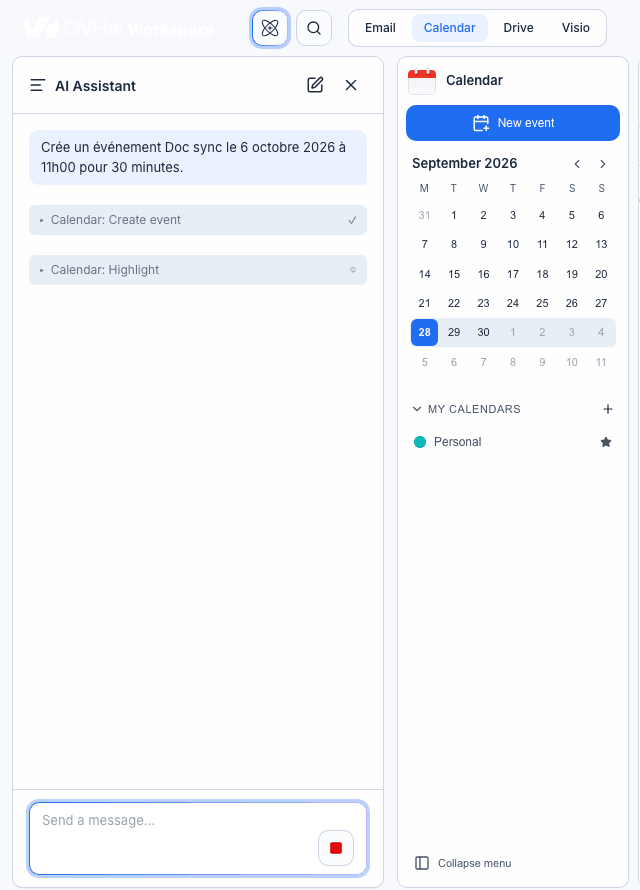 OVHai Workspace
Email Calendar Drive Visio
AI Assistant
Crée un événement Doc sync le 6 octobre 2026 à
11h00 pour 30 minutes.
Calendar: Create event
Calendar: Highlight
Send a message...
Calendar
New event
September 2026
M T W T F S S
31 1 2 3 4 5 6
7 8 9 10 11 12 13
14 15 16 17 18 19 20
21 22 23 24 25 26 27
28 29 30 1 2 3 4
5 6 7 8 9 10 11
MY CALENDARS
Personal
Collapse menu